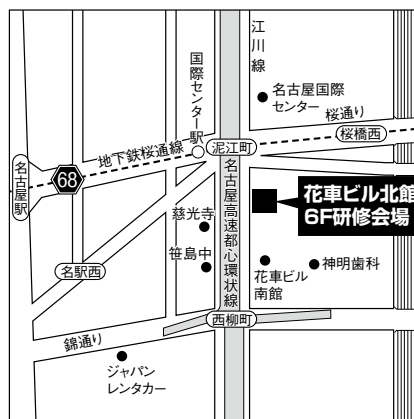 江川線
国際センター駅
名古屋国際
センター
桜通り
桜橋西
泥江町
地下鉄桜通線
68
名古屋駅
名古屋高速都心環状線
花車ビル北館
6F研修会場
慈光寺
笹島中
名駅西
花車ビル
南館
神明歯科
西柳町
錦通り
ジャパン
レンタカー